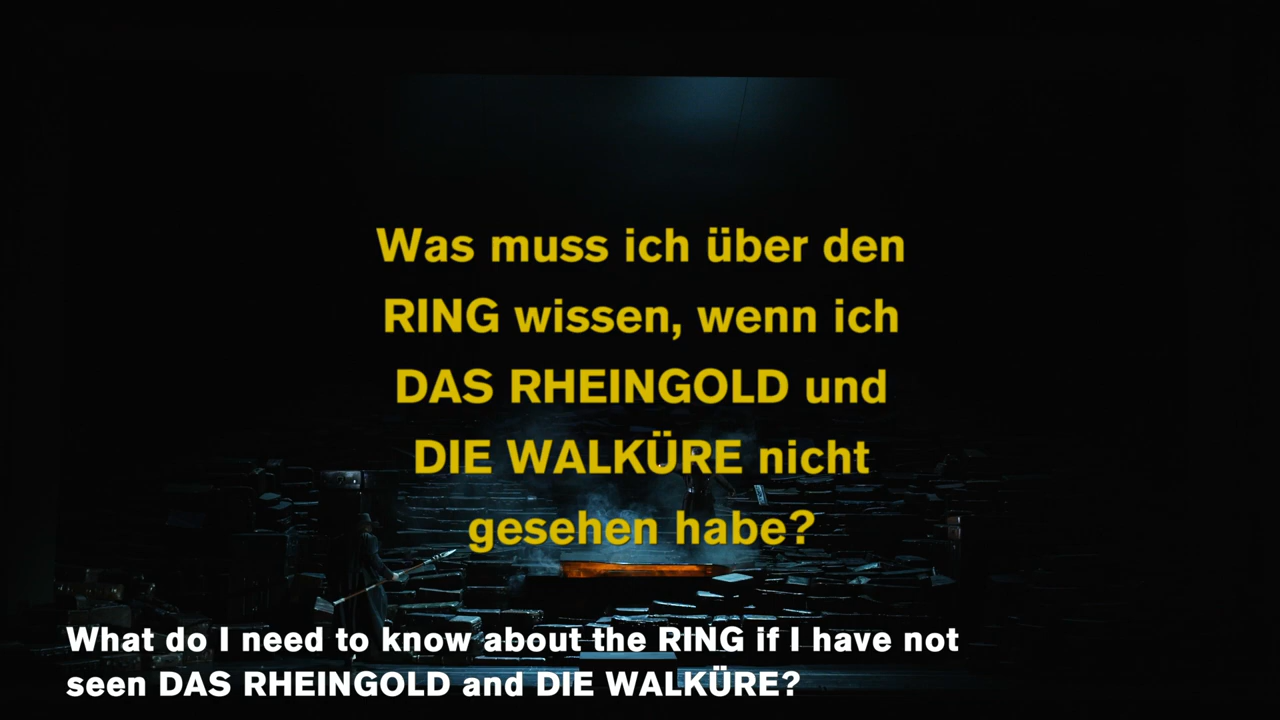 Was muss ich über den
RING wissen, wenn ich
DAS RHEINGOLD und
DIE WALKÜRE nicht
gesehen habe?
What do I need to know about the RING if I have not
seen DAS RHEINGOLD and DIE WALKÜRE?